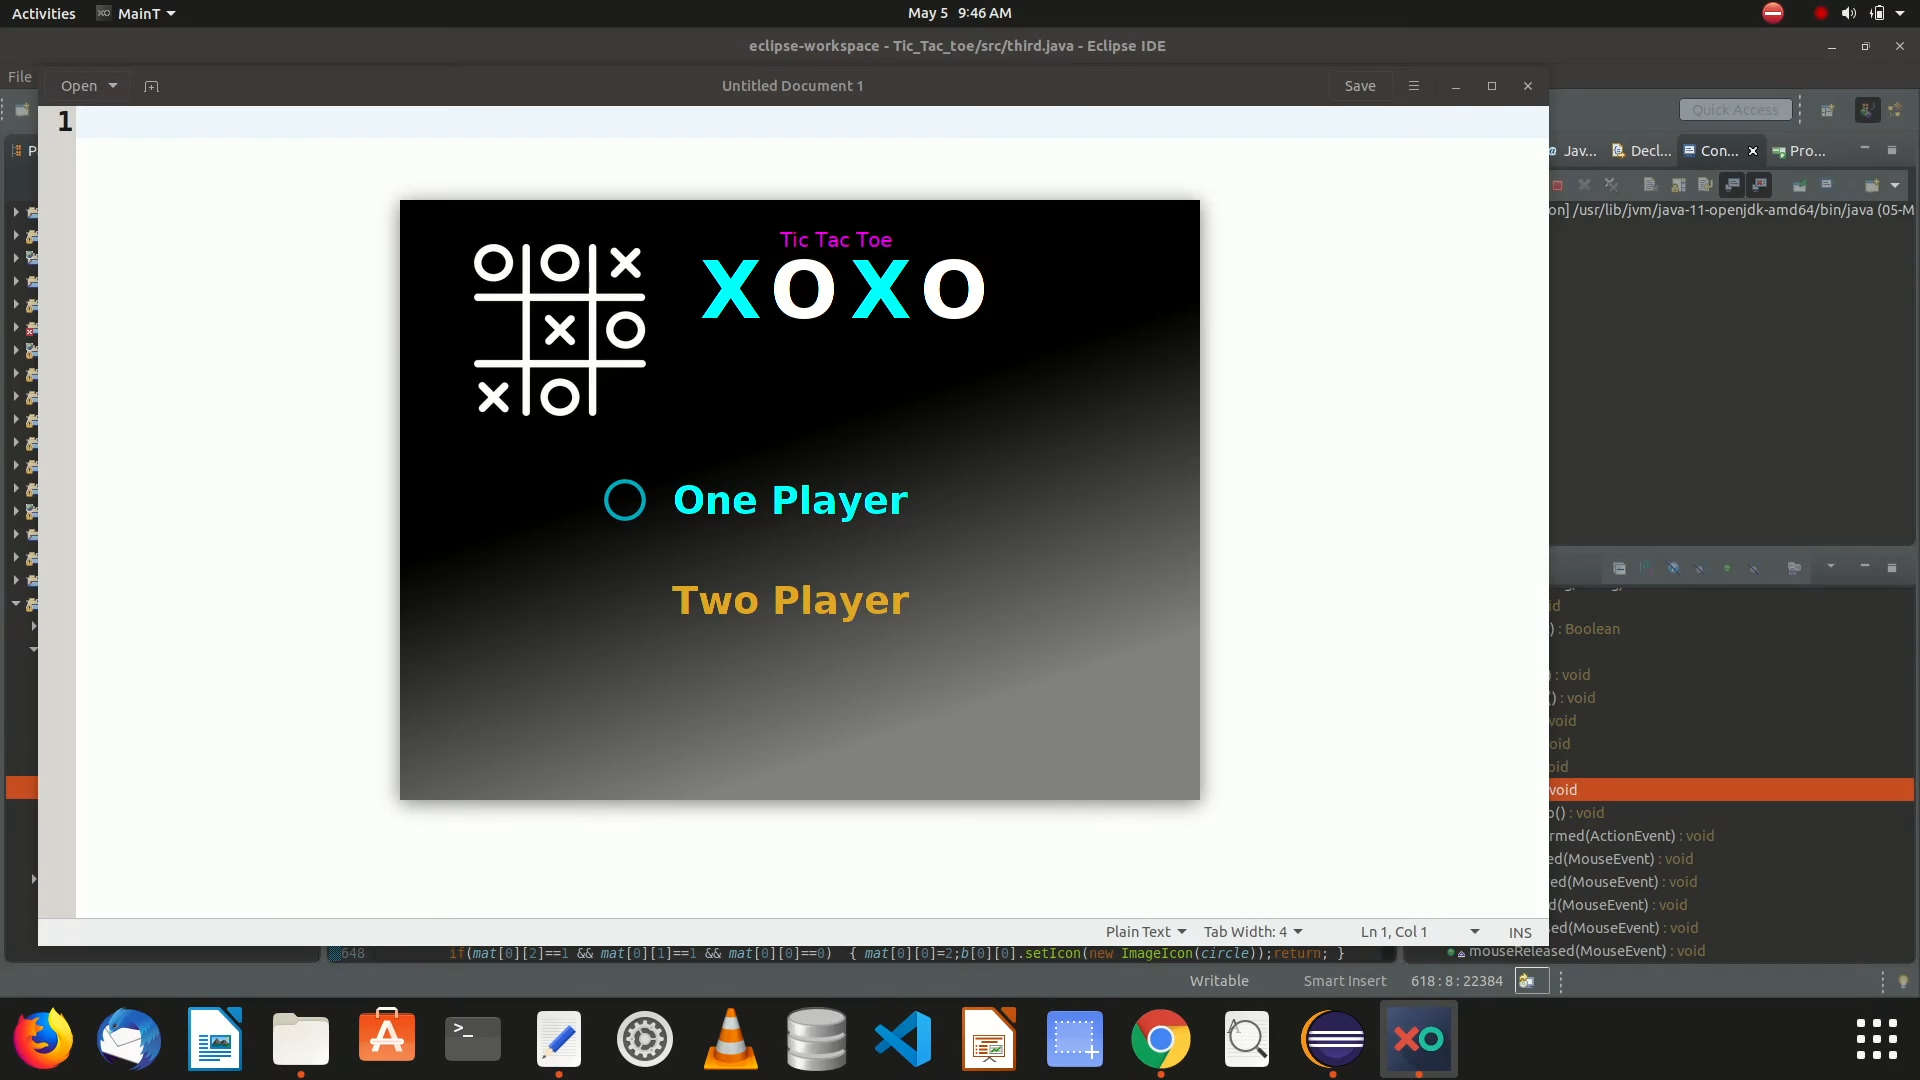 Activities MainT May 5 9:46 AM
eclipse-workspace - Tic_Tac_toe/src/third.java - Eclipse IDE
File
Open Untitled Document 1 Save
1
Quick Access
Jav... Decl... Con... Pro...
on] /usr/lib/jvm/java-11-openjdk-amd64/bin/java (05-M
Tic Tac Toe
XOXO
One Player
Two Player
) : Boolean
) : void
() : void
void
void
o() : void
rmed(ActionEvent) : void
ed(MouseEvent) : void
ed(MouseEvent) : void
d(MouseEvent) : void
sed(MouseEvent) : void
mouseReleased(MouseEvent) : void
Plain Text Tab Width: 4 Ln 1, Col 1 INS
648 if(mat[0][2]==1 && mat[0][1]==1 && mat[0][0]==0) { mat[0][0]=2;b[0][0].setIcon(new ImageIcon(circle));return; }
Writable Smart Insert 618 : 8 : 22384